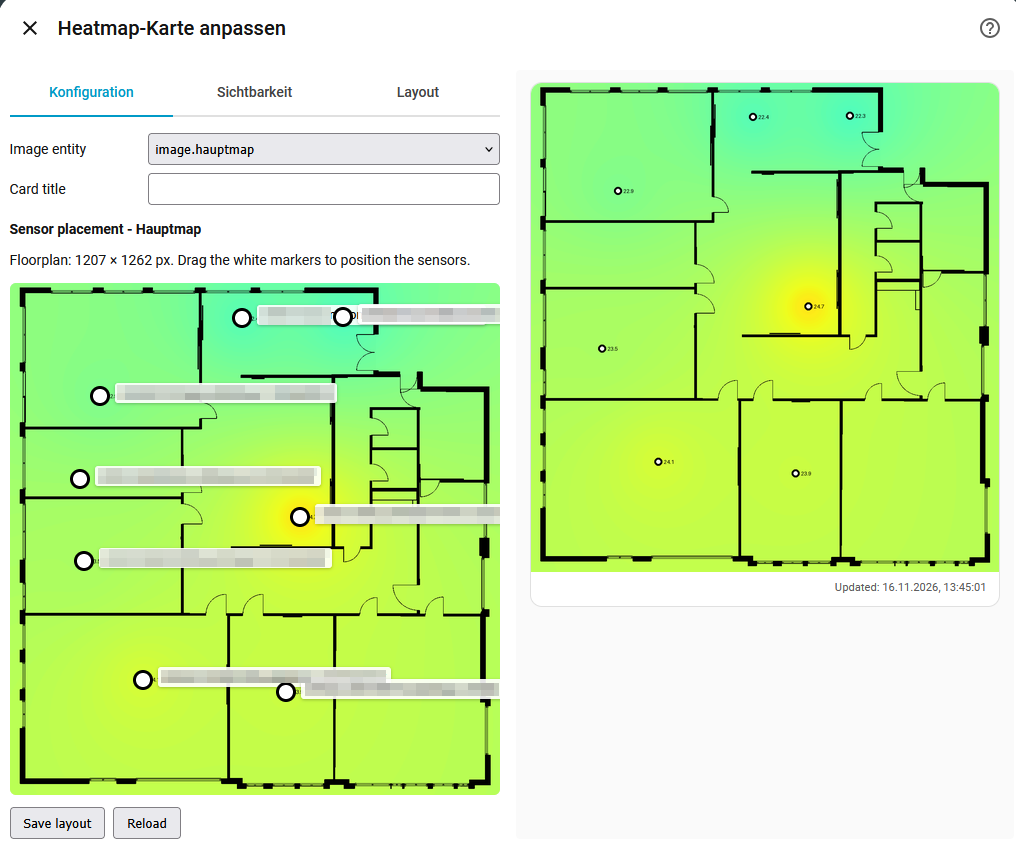 Heatmap-Karte anpassen
Konfiguration
Sichtbarkeit
Layout
Image entity
image.hauptmap
Card title
Sensor placement - Hauptmap
Floorplan: 1207 × 1262 px. Drag the white markers to position the sensors.
Save layout
Reload
22.4
22.3
22.9
24.7
23.5
24.1
23.9
Updated: 16.11.2026, 13:45:01